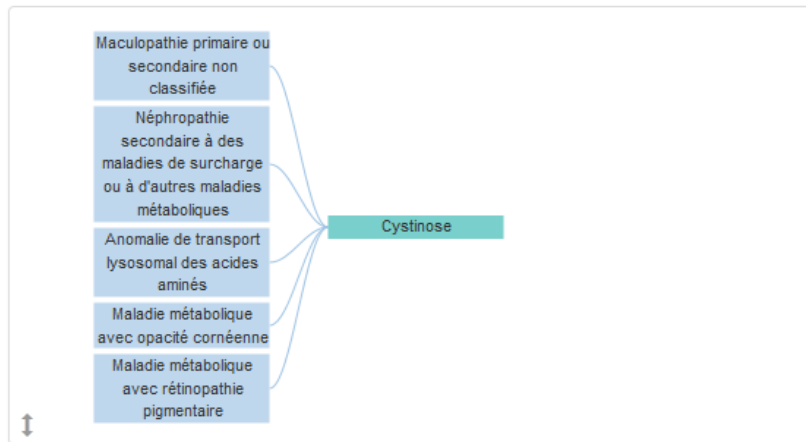 Maculopathie primaire ou
secondaire non
classifiée
Néphropathie
secondaire à des
maladies de surcharge
ou à d'autres maladies
métaboliques
Anomalie de transport
lysosomal des acides
aminés
Maladie métabolique
avec opacité cornéenne
Maladie métabolique
avec rétinopathie
pigmentaire
Cystinose